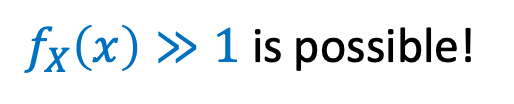 f_X(x) ≫ 1 is possible!